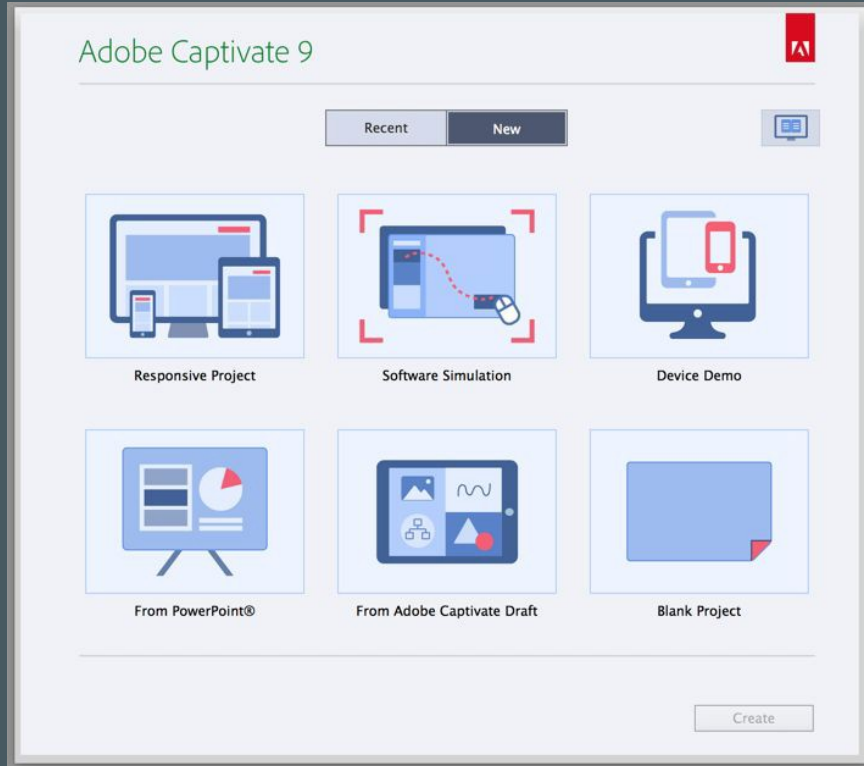 Adobe Captivate 9
Recent New
Responsive Project Software Simulation Device Demo
From PowerPoint® From Adobe Captivate Draft Blank Project
Create